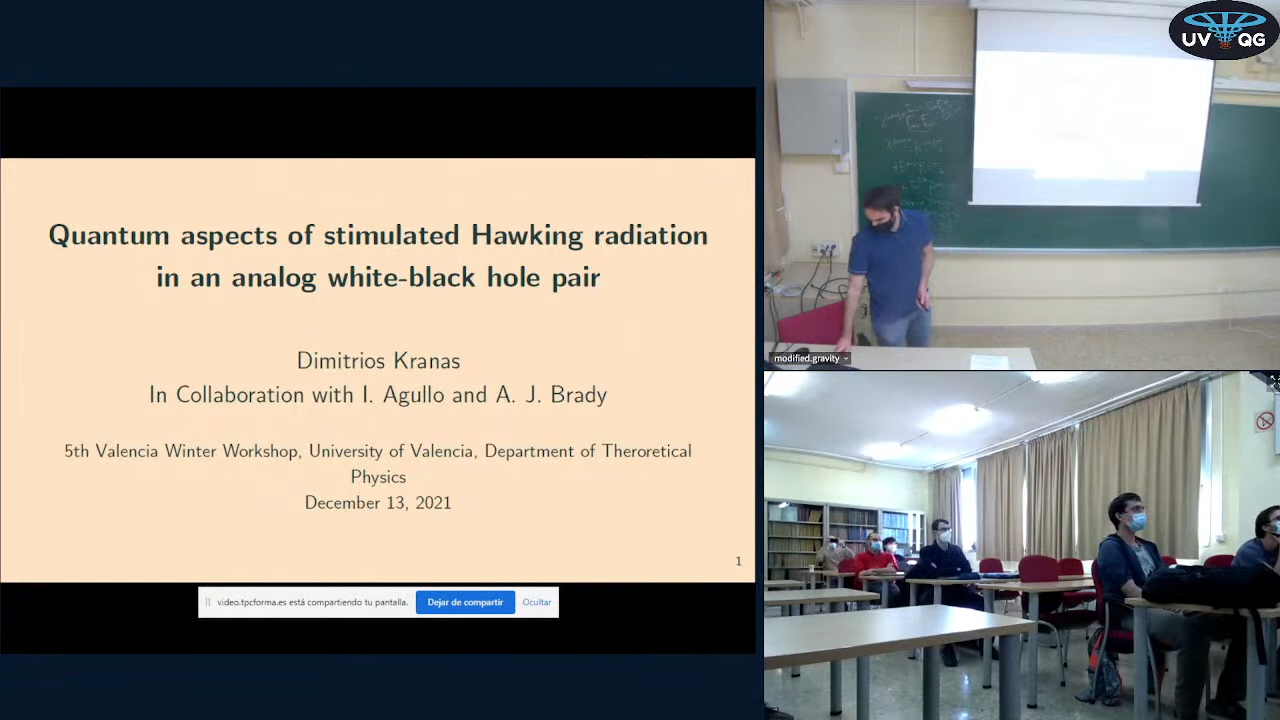 Quantum aspects of stimulated Hawking radiation
in an analog white-black hole pair
Dimitrios Kranas
In Collaboration with I. Agullo and A. J. Brady
5th Valencia Winter Workshop, University of Valencia, Department of Theroretical
Physics
December 13, 2021
1
video.tpcforma.es está compartiendo tu pantalla.
Dejar de compartir
Ocultar
UV QG
modified.gravity